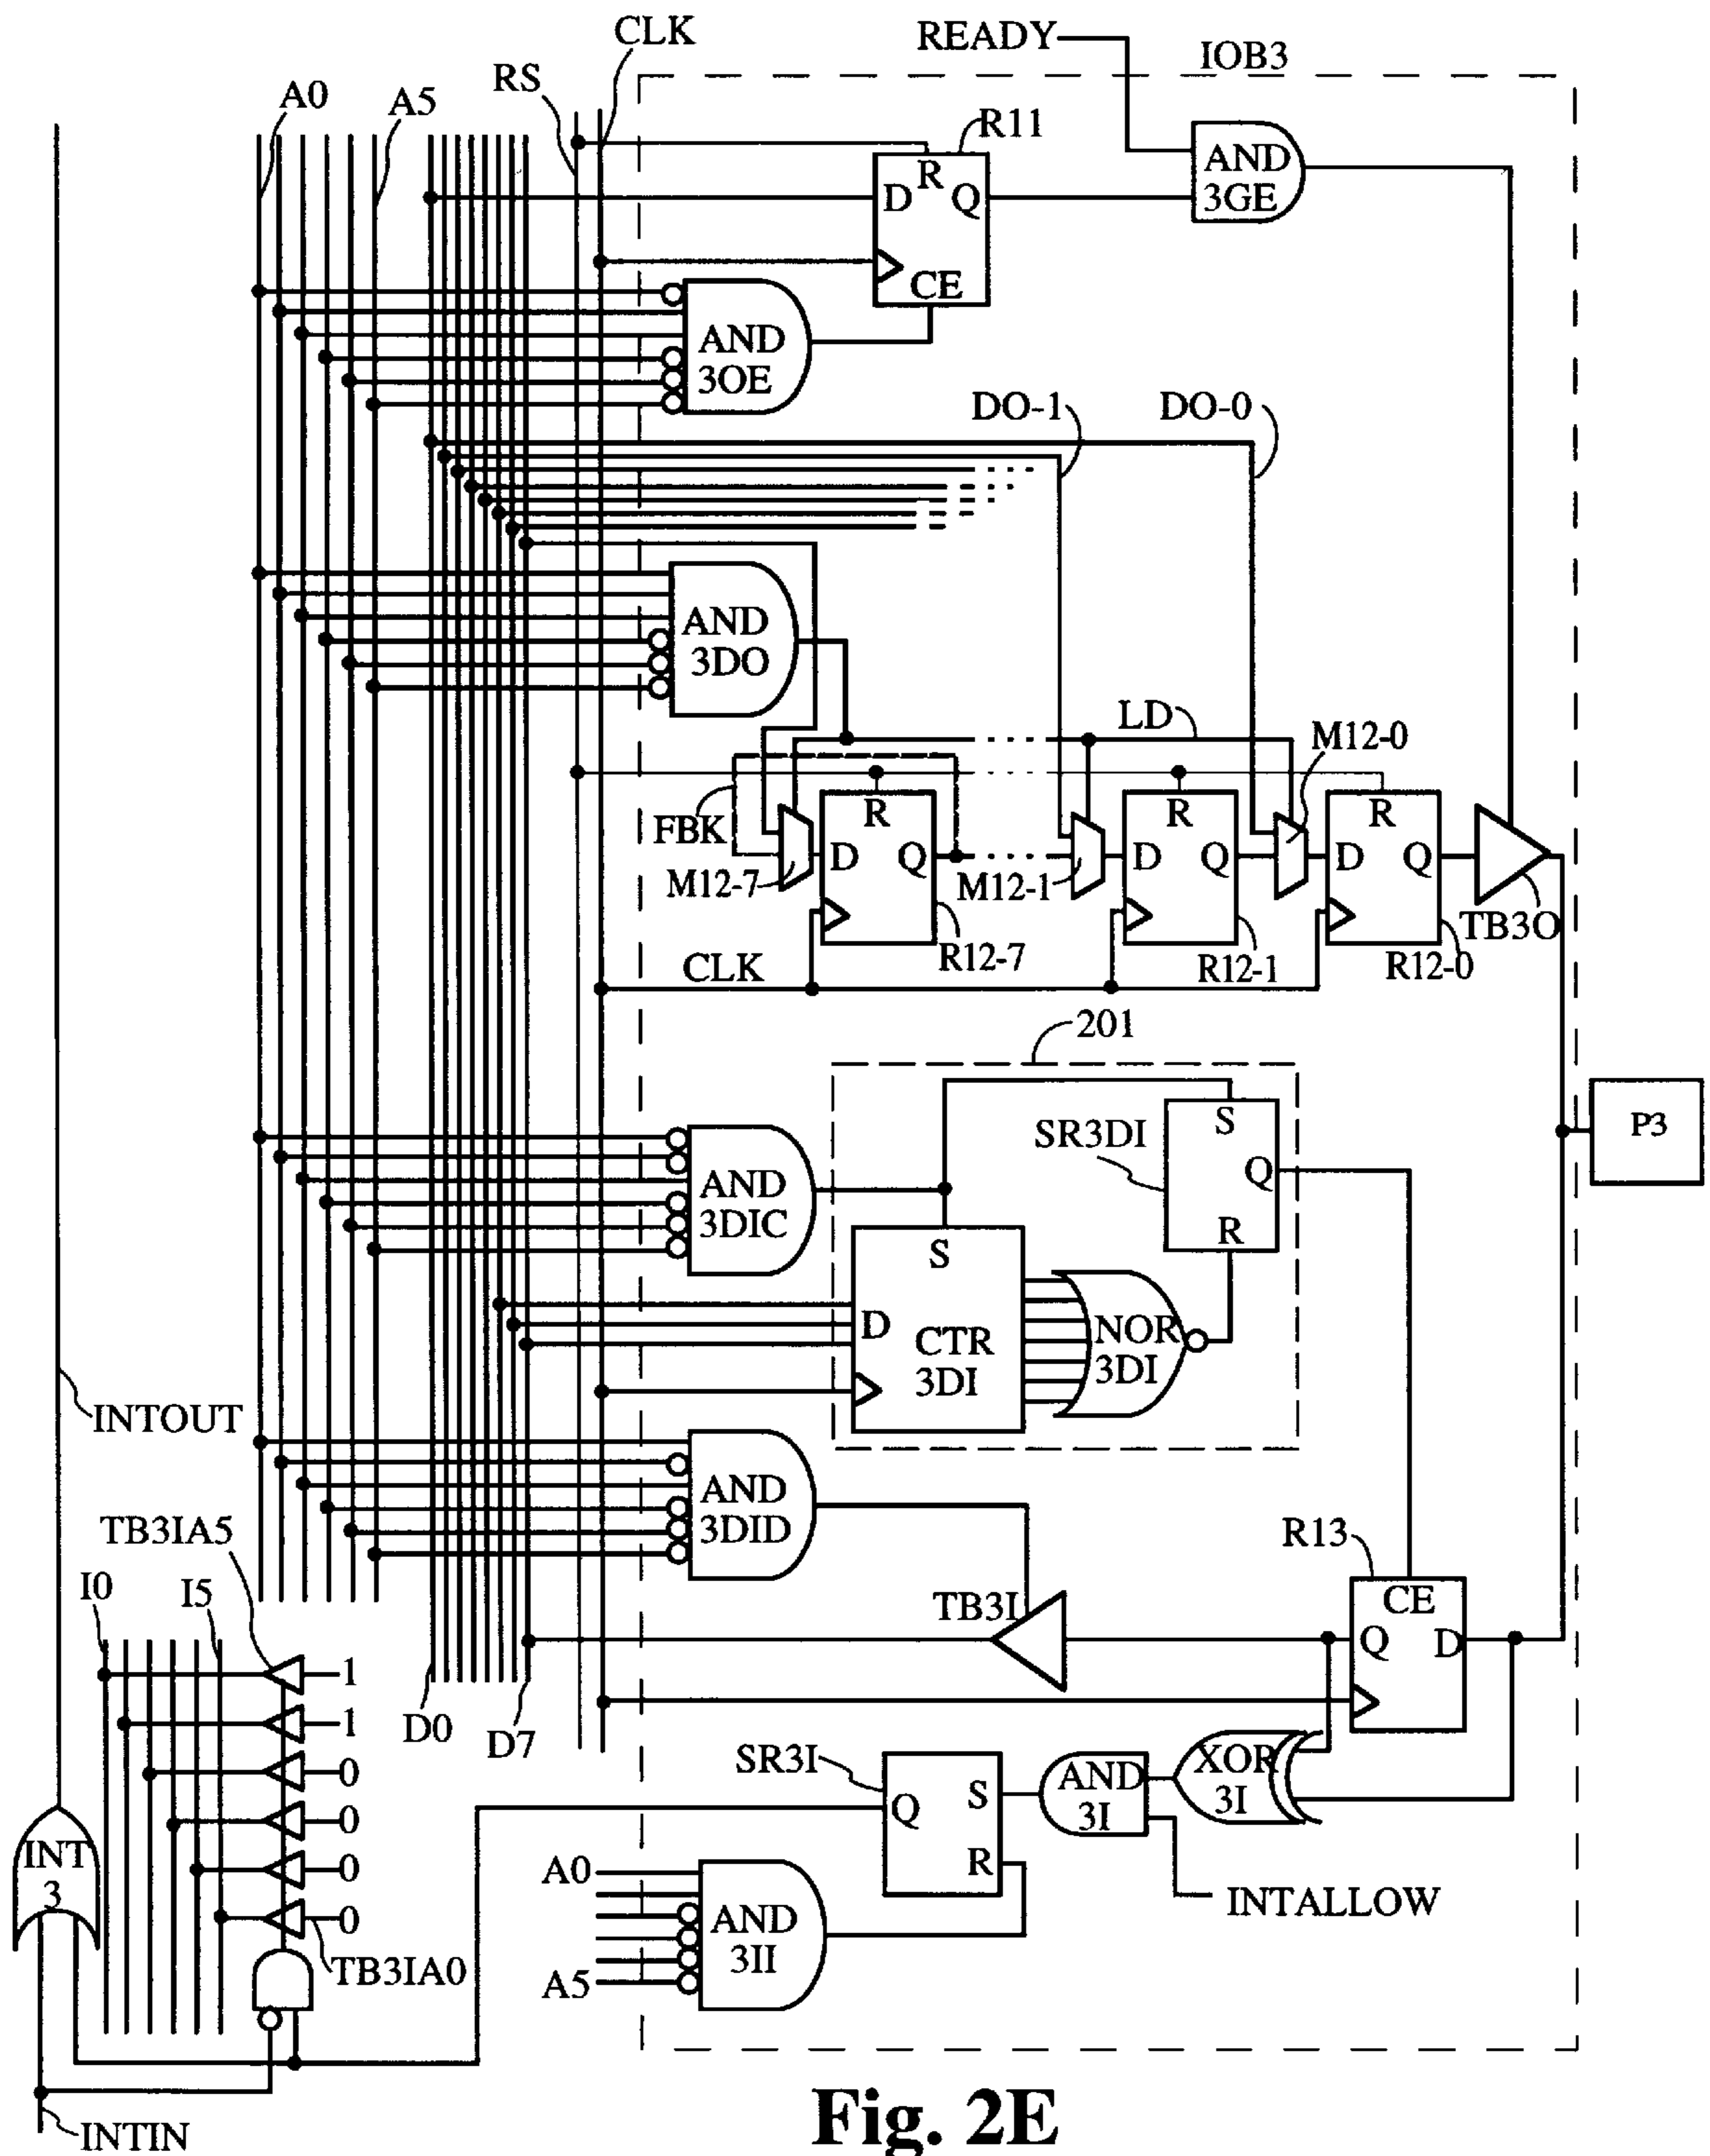 CLK
READY
IOB3
RS
A0
A5
R11
R
D
Q
CE
AND
3GE
AND
3OE
DO-1
DO-0
AND
3DO
LD
M12-0
FBK
R
D
Q
M12-7
R12-7
M12-1
R
D
Q
R12-1
R
D
Q
R12-0
TB3O
CLK
201
SR3DI
S
Q
R
P3
AND
3DIC
S
D
CTR
3DI
NOR
3DI
INTOUT
AND
3DID
TB3IA5
I0
I5
TB3I
R13
CE
Q
D
1
1
0
0
0
0
D0
D7
SR3I
Q
S
R
AND
3I
XOR
3I
INTALLOW
INT
3
A0
A5
AND
3II
TB3IA0
INTIN
Fig. 2E